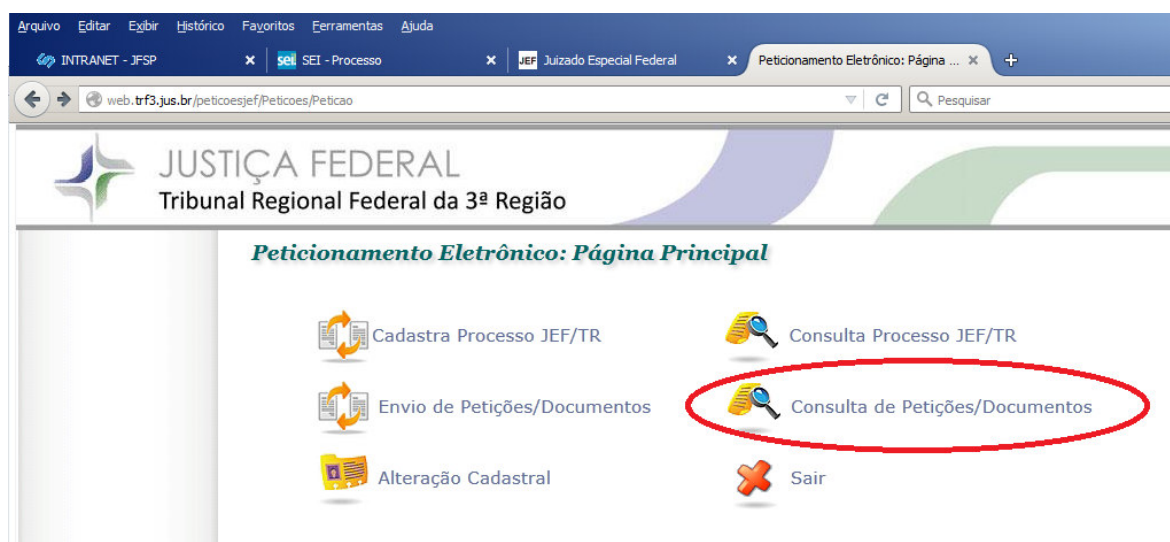 Arquivo Editar Exibir Histórico Favoritos Ferramentas Ajuda
INTRANET - JFSP
sei. SEI - Processo
JEF Juizado Especial Federal
Peticionamento Eletrônico: Página ...
web.trf3.jus.br/peticoesjef/Peticoes/Peticao
Pesquisar
JUSTIÇA FEDERAL
Tribunal Regional Federal da 3ª Região
Peticionamento Eletrônico: Página Principal
Cadastra Processo JEF/TR
Consulta Processo JEF/TR
Envio de Petições/Documentos
Consulta de Petições/Documentos
Alteração Cadastral
Sair